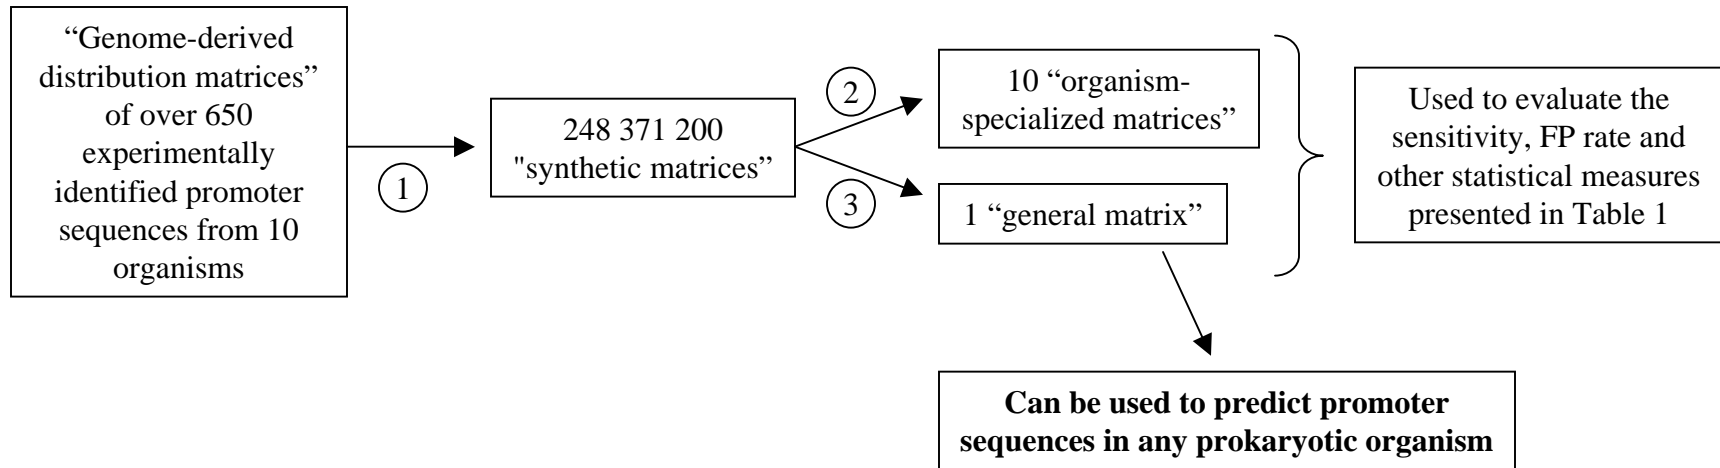 “Genome-derived
distribution matrices”
of over 650
experimentally
identified promoter
sequences from 10
organisms
1
248 371 200
"synthetic matrices”
2
3
10 “organism-
specialized matrices”
1 “general matrix”
Used to evaluate the
sensitivity, FP rate and
other statistical measures
presented in Table 1
Can be used to predict promoter
sequences in any prokaryotic organism